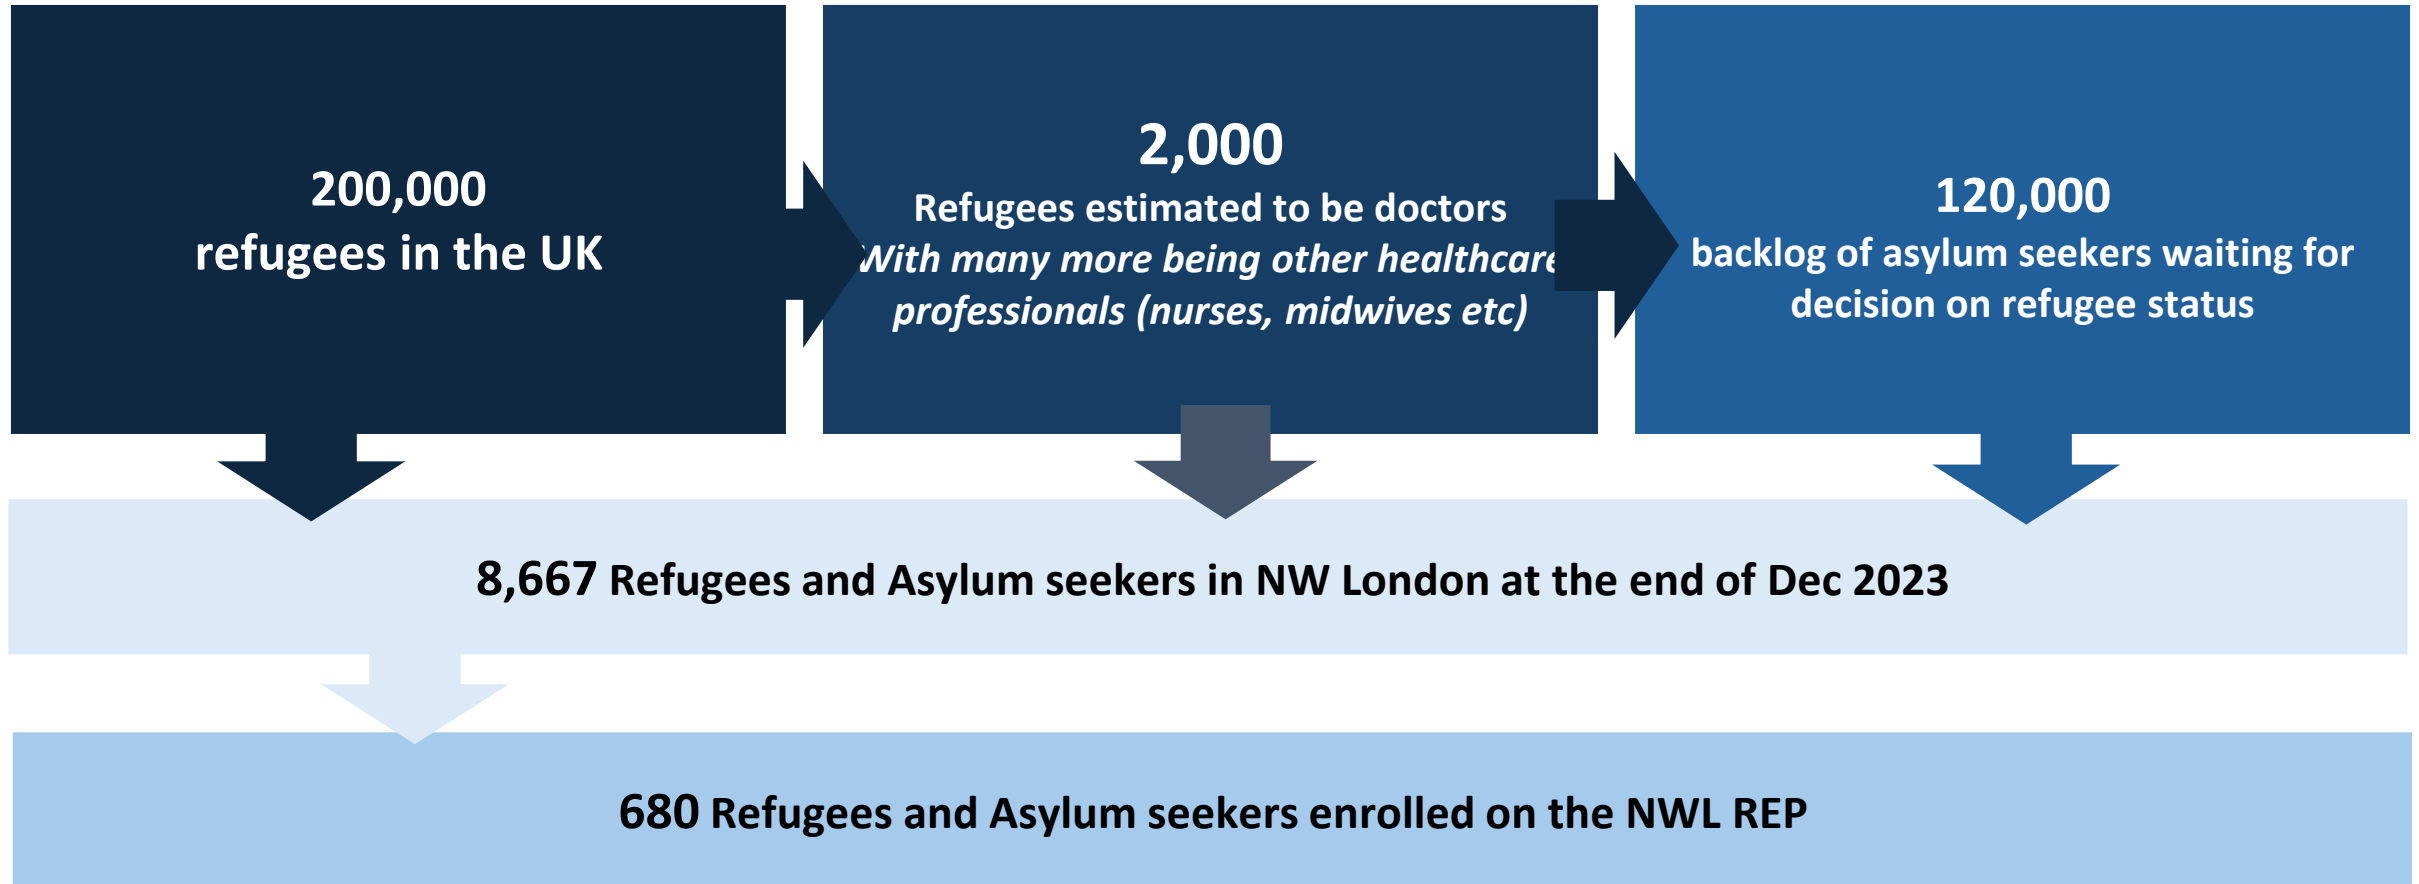 200,000
refugees in the UK
2,000
Refugees estimated to be doctors
With many more being other healthcare
professionals (nurses, midwives etc)
120,000
backlog of asylum seekers waiting for
decision on refugee status
8,667 Refugees and Asylum seekers in NW London at the end of Dec 2023
680 Refugees and Asylum seekers enrolled on the NWL REP